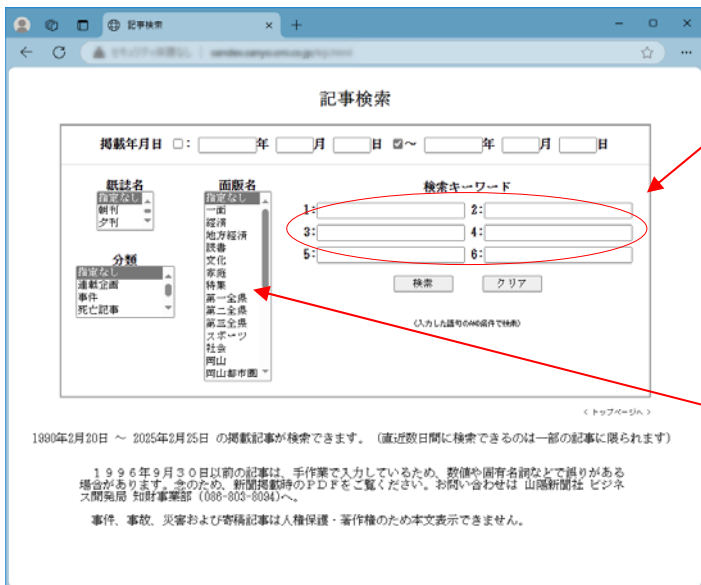 記事検索
記事検索
掲載年月日 : 年 月 日 ～ 年 月 日
紙誌名
指定なし
朝刊
夕刊
分類
指定なし
連載企画
事件
死亡記事
面版名
指定なし
一面
経済
地方経済
読書
文化
家庭
特集
第一全県
第二全県
第三全県
スポーツ
社会
岡山
岡山都市圏
検索キーワード
1: 2:
3: 4:
5: 6:
検索 クリア
(入力した語句のAND条件で検索)
< トップページへ >
1990年2月20日 ～ 2025年2月25日 の掲載記事が検索できます。（直近数日間に検索できるのは一部の記事に限られます）
１９９６年９月３０日以前の記事は、手作業で入力しているため、数値や固有名詞などで誤りがある
場合があります。念のため、新聞掲載時のＰＤＦをご覧ください。お問い合わせは 山陽新聞社 ビジネ
ス開発局 知財事業部（086-803-8094）へ。
事件、事故、災害および寄稿記事は人権保護・著作権のため本文表示できません。